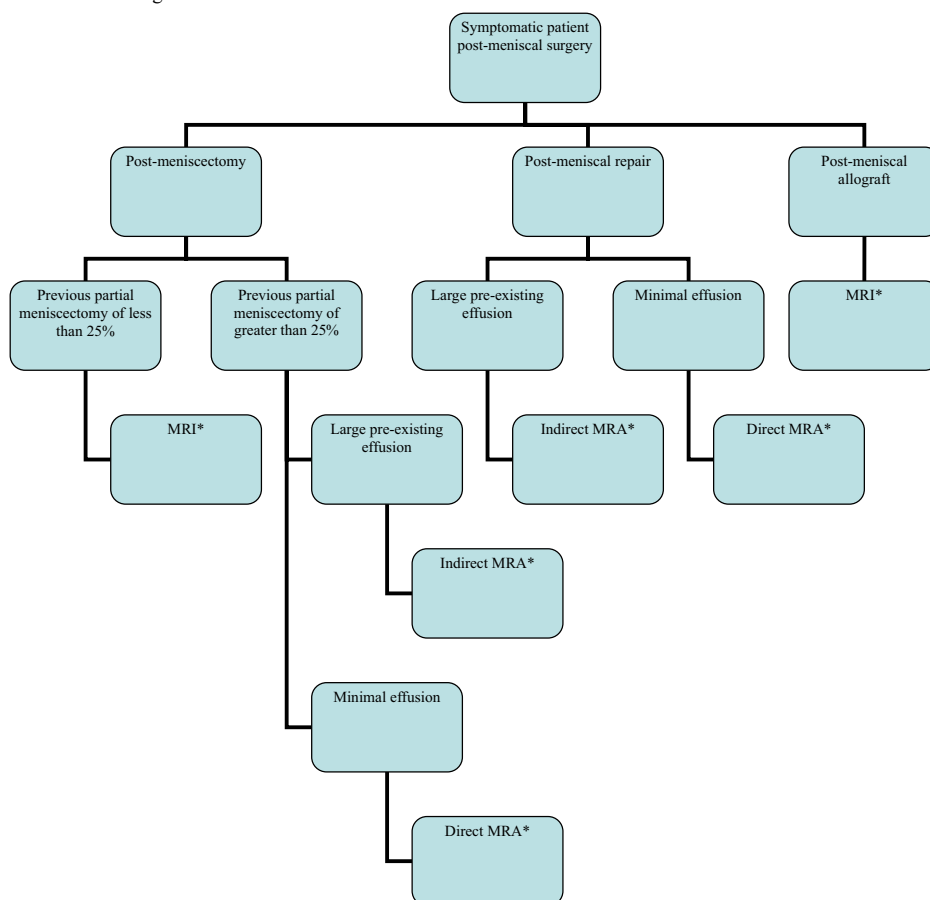 Symptomatic patient
post-meniscal surgery
Post-meniscectomy
Post-meniscal repair
Post-meniscal
allograft
Previous partial
meniscectomy of less
than 25%
Previous partial
meniscectomy of
greater than 25%
Large pre-existing
effusion
Minimal effusion
MRI*
MRI*
Large pre-existing
effusion
Indirect MRA*
Direct MRA*
Indirect MRA*
Minimal effusion
Direct MRA*